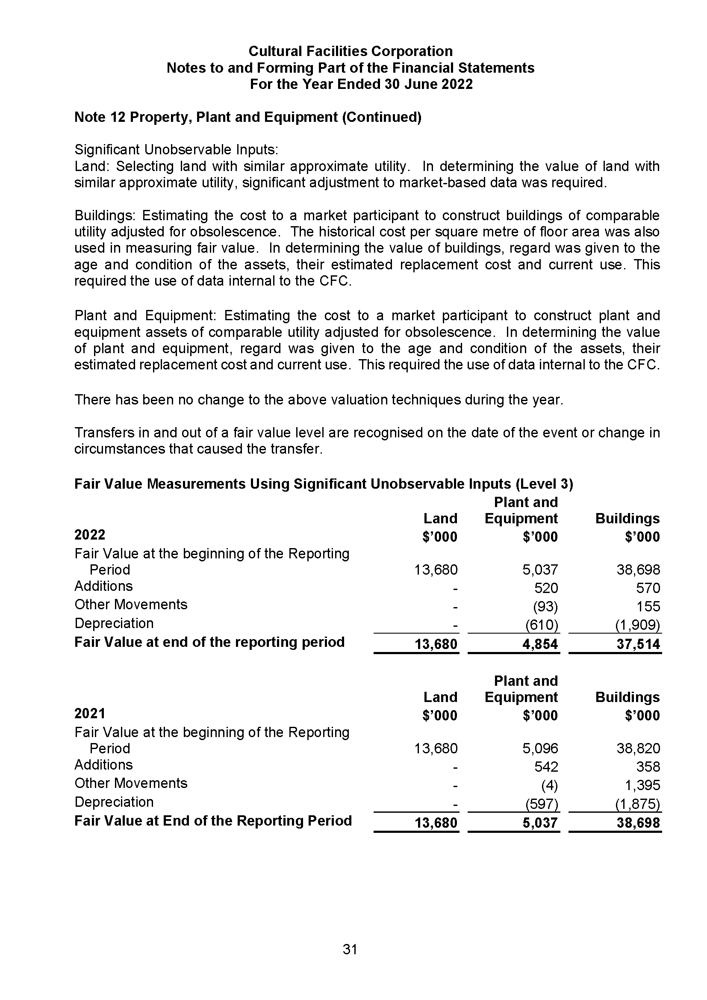 Cultural Facilities Corporation
Notes to and Forming Part of the Financial Statements
For the Year Ended 30 June 2022
Note 12 Property, Plant and Equipment (Continued)
Significant Unobservable Inputs:
Land: Selecting land with similar approximate utility. In determining the value of land with
similar approximate utility, significant adjustment to market-based data was required.
Buildings: Estimating the cost to a market participant to construct buildings of comparable
utility adjusted for obsolescence. The historical cost per square metre of floor area was also
used in measuring fair value. In determining the value of buildings, regard was given to the
age and condition of the assets, their estimated replacement cost and current use. This
required the use of data internal to the CFC.
Plant and Equipment: Estimating the cost to a market participant to construct plant and
equipment assets of comparable utility adjusted for obsolescence. In determining the value
of plant and equipment, regard was given to the age and condition of the assets, their
estimated replacement cost and current use. This required the use of data internal to the CFC.
There has been no change to the above valuation techniques during the year.
Transfers in and out of a fair value level are recognised on the date of the event or change in
circumstances that caused the transfer.
Fair Value Measurements Using Significant Unobservable Inputs (Level 3)
Plant and
Land Equipment Buildings
2022 $’000 $’000 $’000
Fair Value at the beginning of the Reporting
Period 13,680 5,037 38,698
Additions - 520 570
Other Movements - (93) 155
Depreciation - (610) (1,909)
Fair Value at end of the reporting period 13,680 4,854 37,514
Plant and
Land Equipment Buildings
2021 $’000 $’000 $’000
Fair Value at the beginning of the Reporting
Period 13,680 5,096 38,820
Additions - 542 358
Other Movements - (4) 1,395
Depreciation - (597) (1,875)
Fair Value at End of the Reporting Period 13,680 5,037 38,698
31